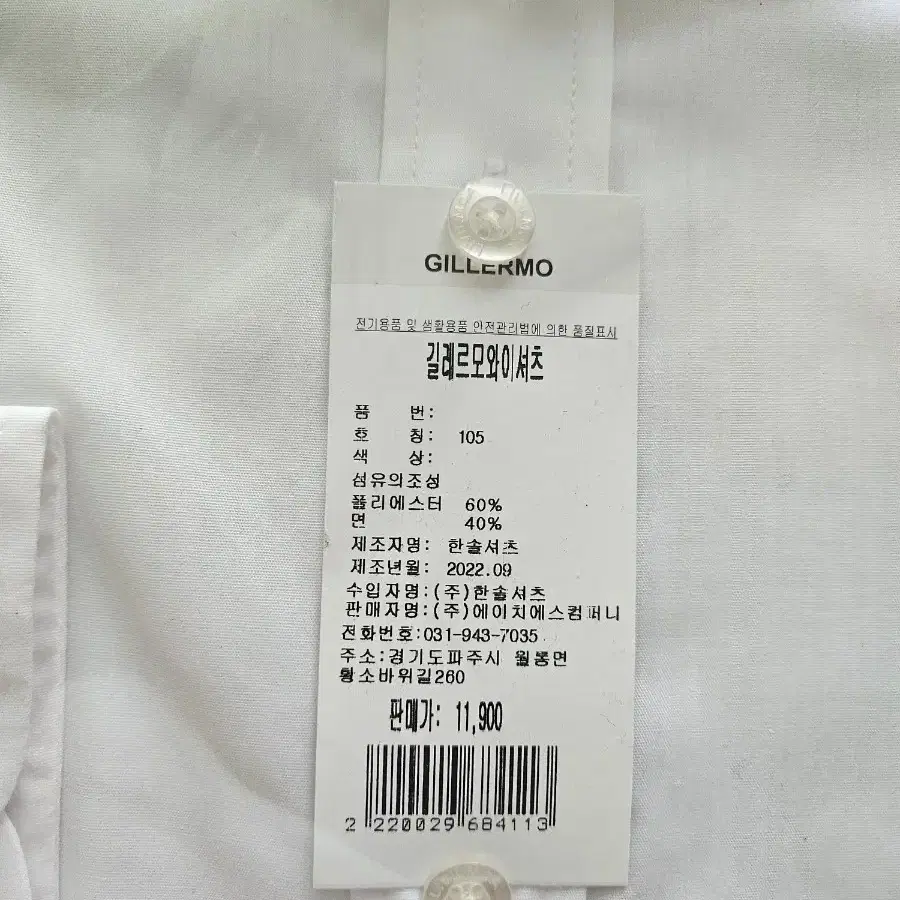 GILLERMO
전기용품 및 생활용품 안전관리법에 의한 품질표시
길레르모와이셔츠
품 번:
호 칭: 105
색 상:
섬유의조성
폴리에스터 60%
면 40%
제조자명: 한솔셔츠
제조년월: 2022.09
수입자명:(주)한솔셔츠
판매자명:(주)에이치에스컴퍼니
전화번호:031-943-7035
주소:경기도파주시 월롱면
황소바위길260
판매가: 11,900
2 220029 684113